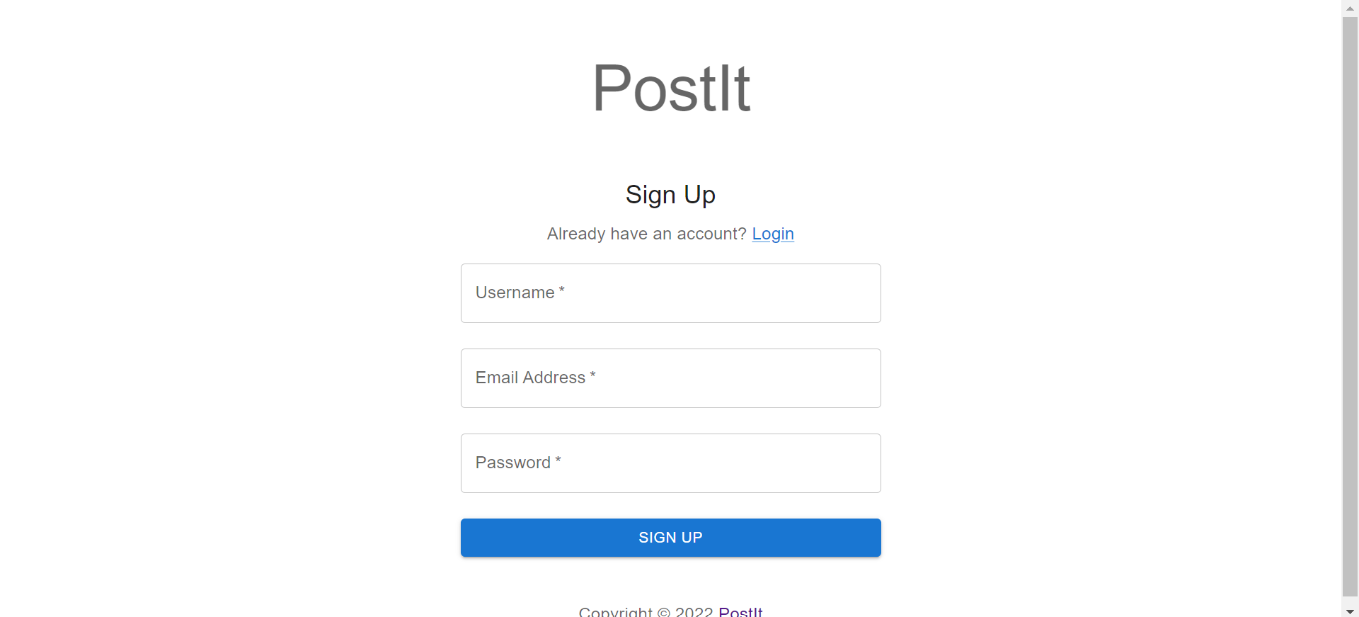 PostIt
Sign Up
Already have an account? Login
Username *
Email Address *
Password *
SIGN UP
Copyright © 2022 PostIt